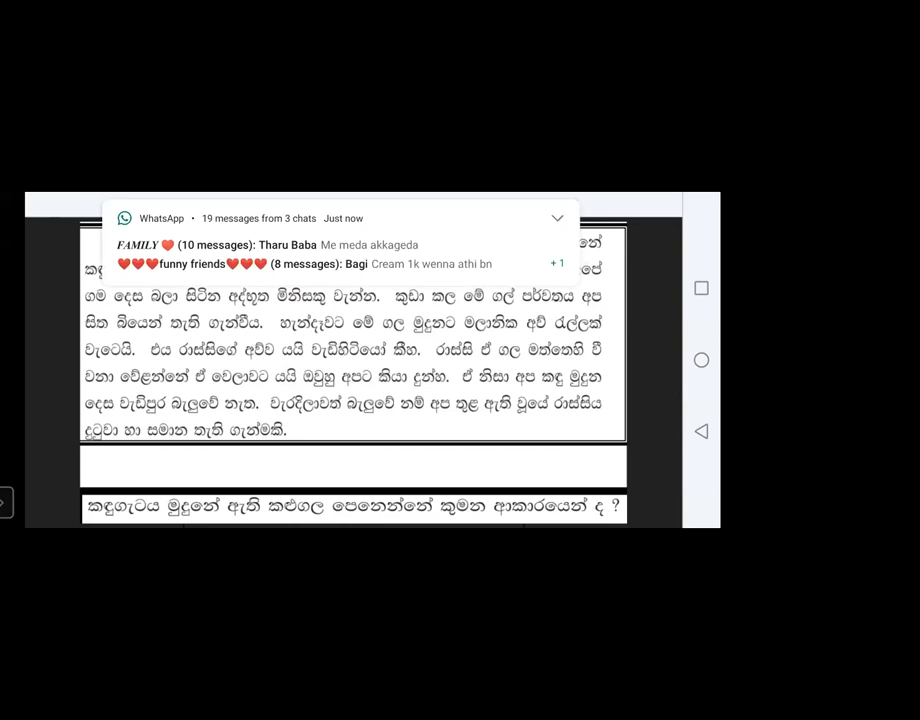 WhatsApp • 19 messages from 3 chats Just now
FAMILY ❤️ (10 messages): Tharu Baba Me meda akkageda
❤️❤️❤️funny friends❤️❤️❤️ (8 messages): Bagi Cream 1k wenna athi bn +1
ගම දෙස බලා සිටින අද්භූත මිනිසකු වැන්න. කුඩා කල මේ ගල් පර්වතය අප
සිත බියෙන් තැති ගැන්වීය. හැන්දෑවට මේ ගල මුදුනට මලානික අව් රැල්ලක්
වැටෙයි. එය රාස්සිගේ අව්ව යයි වැඩිහිටියෝ කීහ. රාස්සි ඒ ගල මත්තෙහි වී
වනා වේළන්නේ ඒ වෙලාවට යයි ඔවුහු අපට කියා දුන්හ. ඒ නිසා අප කඳු මුදුන
දෙස වැඩිපුර බැලුවේ නැත. වැරදිලාවත් බැලුවේ නම් අප තුළ ඇති වූයේ රාස්සිය
දුටුවා හා සමාන තැති ගැන්මකි.
කඳුගැටය මුදුනේ ඇති කළුගල පෙනෙන්නේ කුමන ආකාරයෙන් ද ?